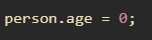 person.age = 0;